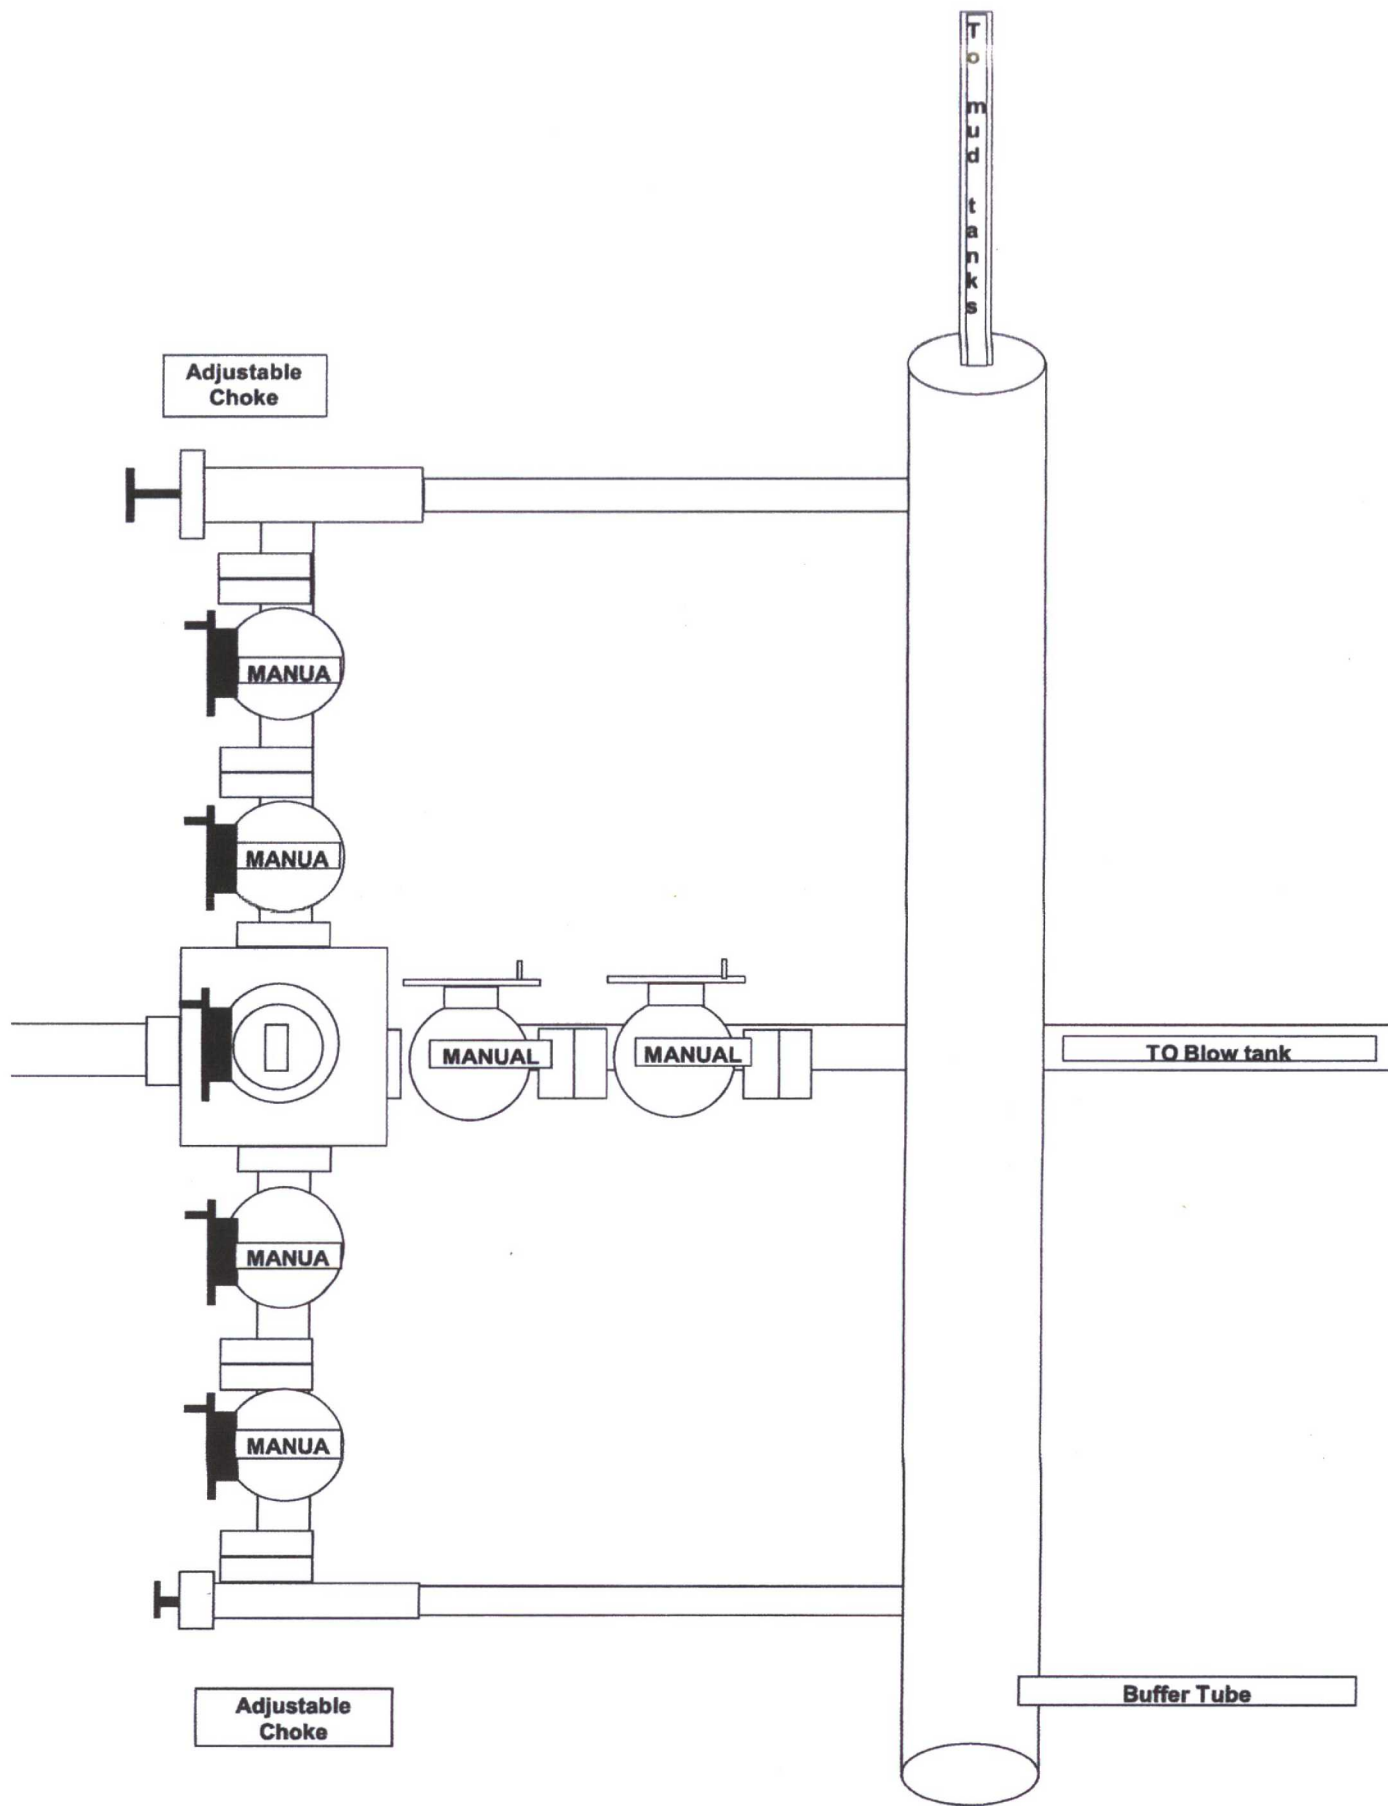 To mud tanks
Adjustable
Choke
MANUA
MANUA
MANUAL
MANUAL
TO Blow tank
MANUA
MANUA
Buffer Tube
Adjustable
Choke